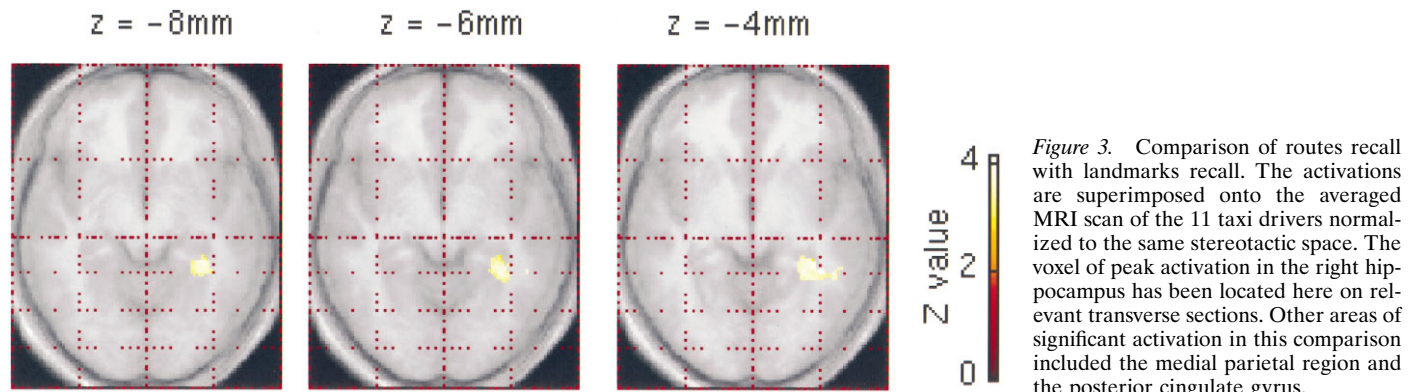 z = -8mm
z = -6mm
z = -4mm
4
2
0
Z value
Figure 3. Comparison of routes recall
with landmarks recall. The activations
are superimposed onto the averaged
MRI scan of the 11 taxi drivers normal-
ized to the same stereotactic space. The
voxel of peak activation in the right hip-
pocampus has been located here on rel-
evant transverse sections. Other areas of
significant activation in this comparison
included the medial parietal region and
the posterior cingulate gyrus.